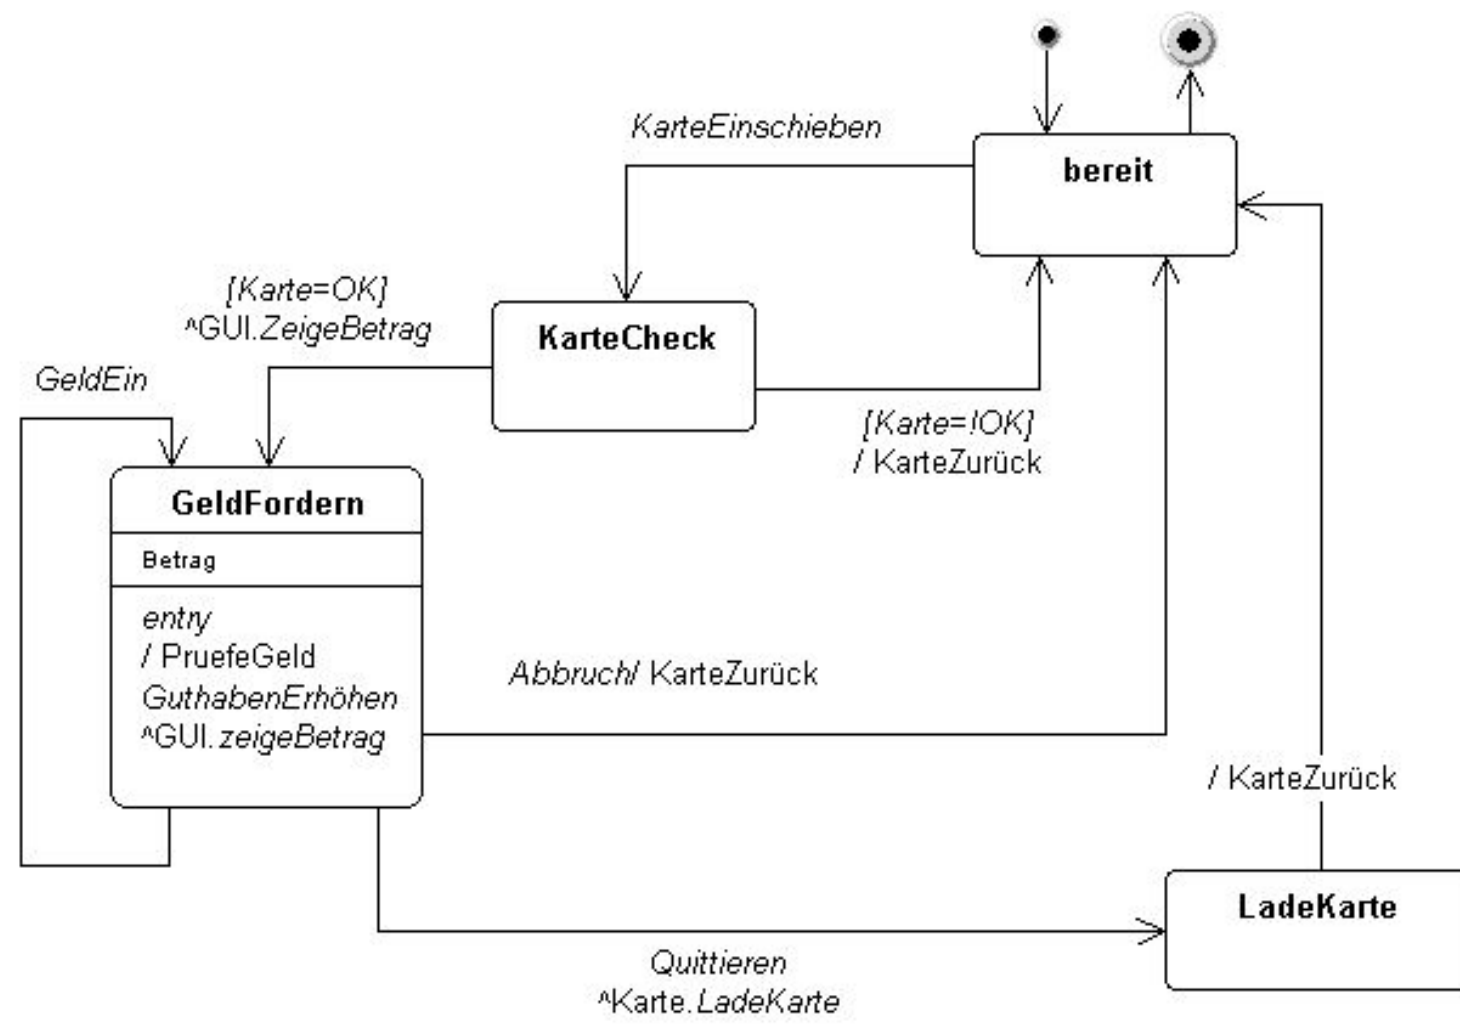 KarteEinschieben
bereit
[Karte=OK]
^GUI.ZeigeBetrag
KarteCheck
GeldEin
[Karte=!OK]
/ KarteZurück
GeldFordern
Betrag
entry
/ PruefeGeld
GuthabenErhöhen
^GUI.zeigeBetrag
Abbruch/ KarteZurück
/ KarteZurück
LadeKarte
Quittieren
^Karte.LadeKarte